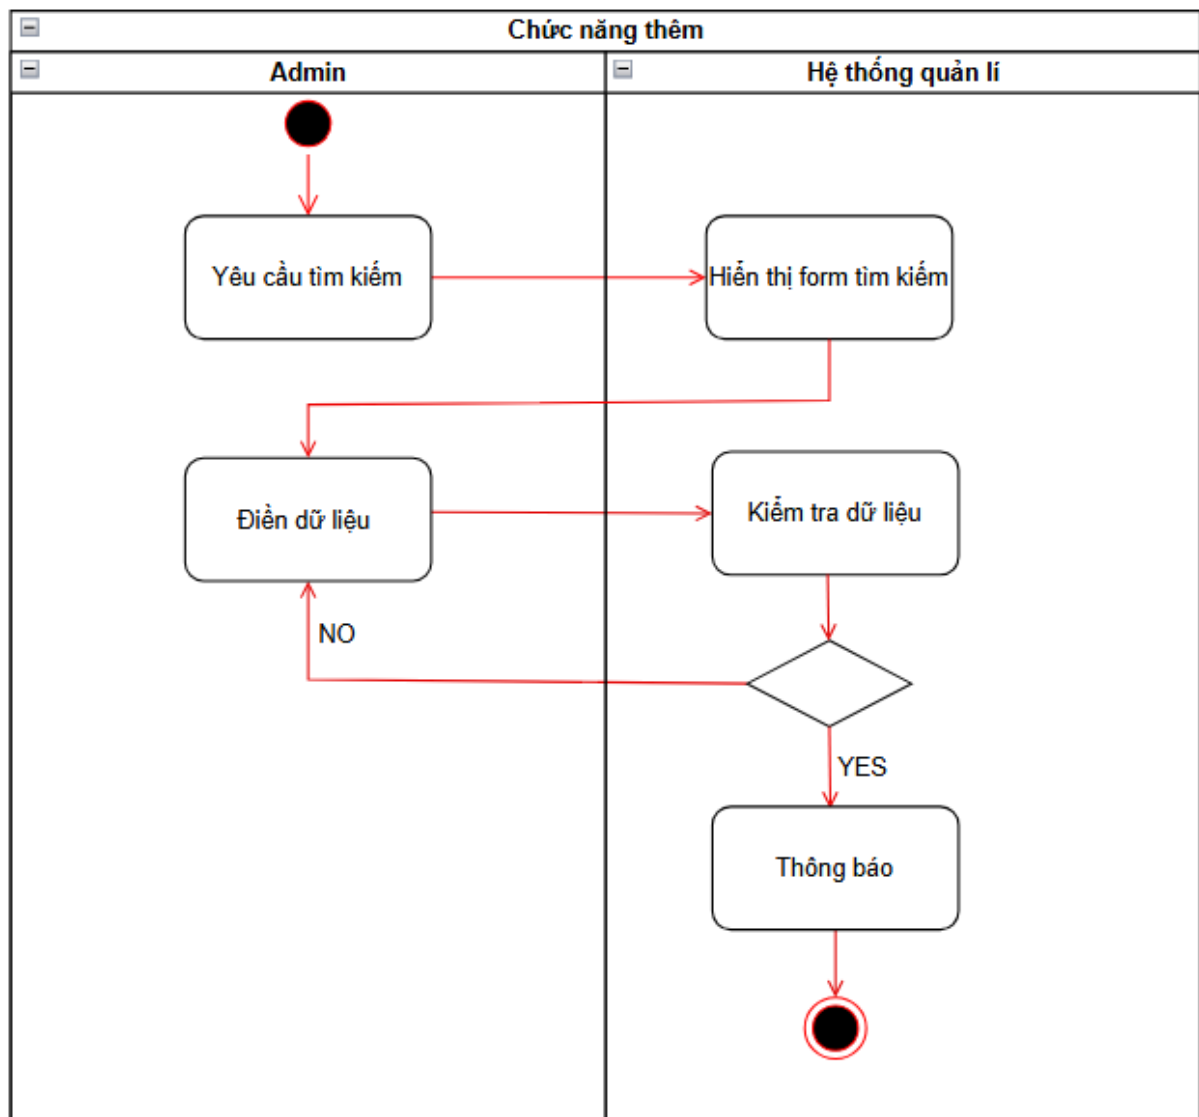 Chức năng thêm
Admin
Hệ thống quản lí
Yêu cầu tìm kiếm
Hiển thị form tìm kiếm
Điền dữ liệu
Kiểm tra dữ liệu
NO
YES
Thông báo